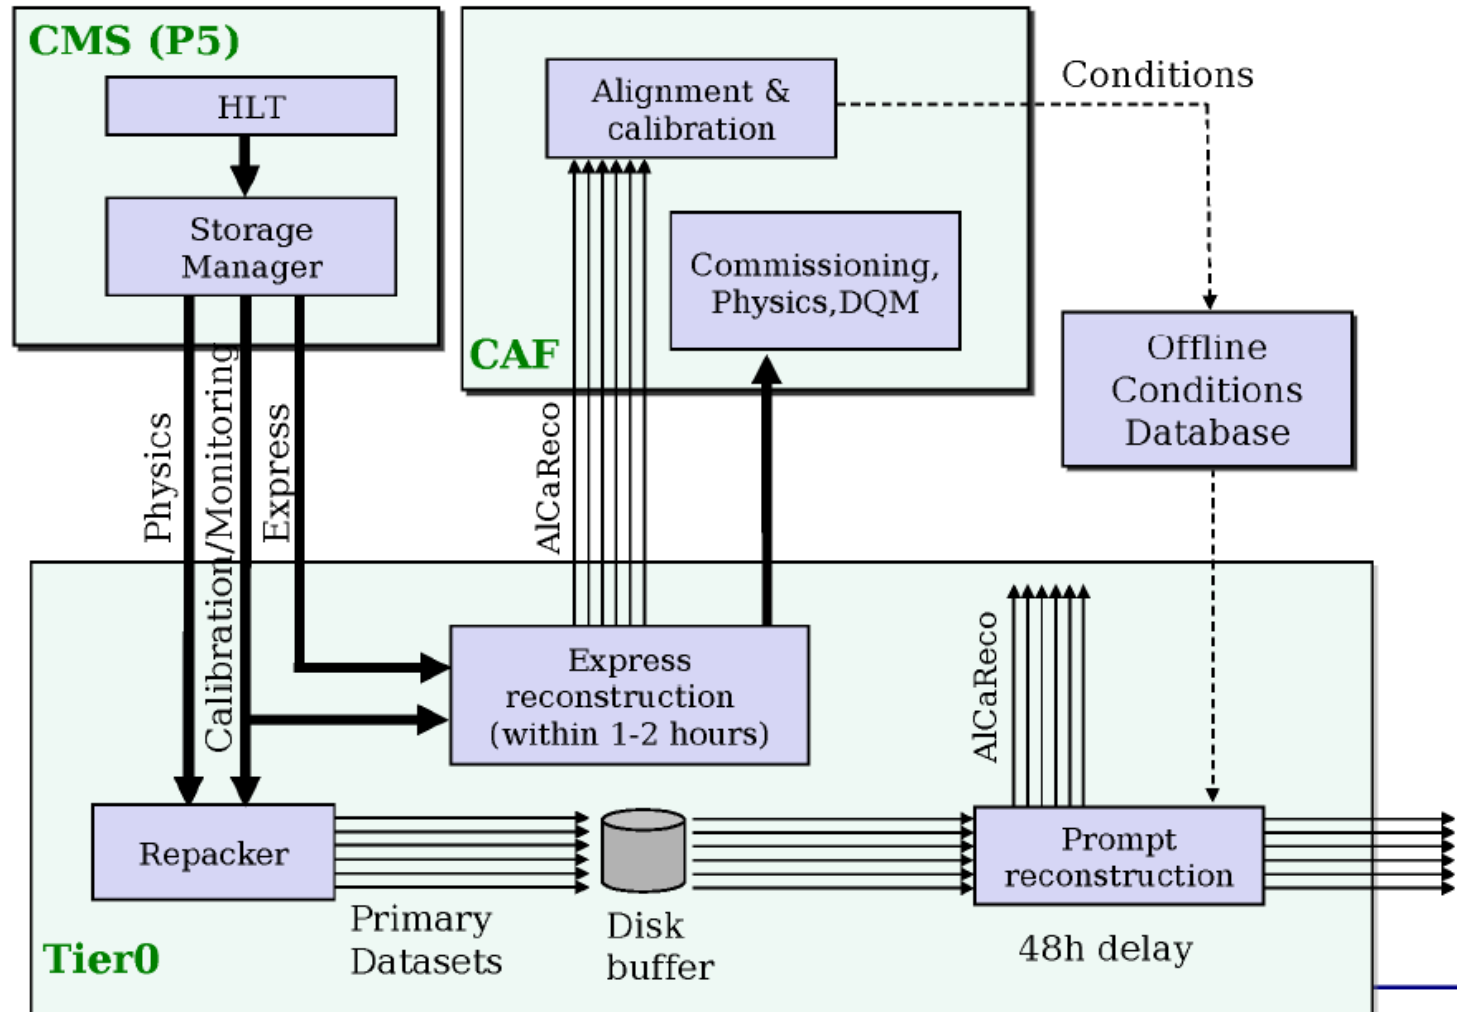 CMS (P5)
HLT
Storage
Manager
Physics
Calibration/Monitoring
Express
CAF
Alignment &
calibration
Commissioning,
Physics,DQM
AlCaReco
Conditions
Offline
Conditions
Database
Tier0
Express
reconstruction
(within 1-2 hours)
Repacker
Primary
Datasets
Disk
buffer
AlCaReco
Prompt
reconstruction
48h delay